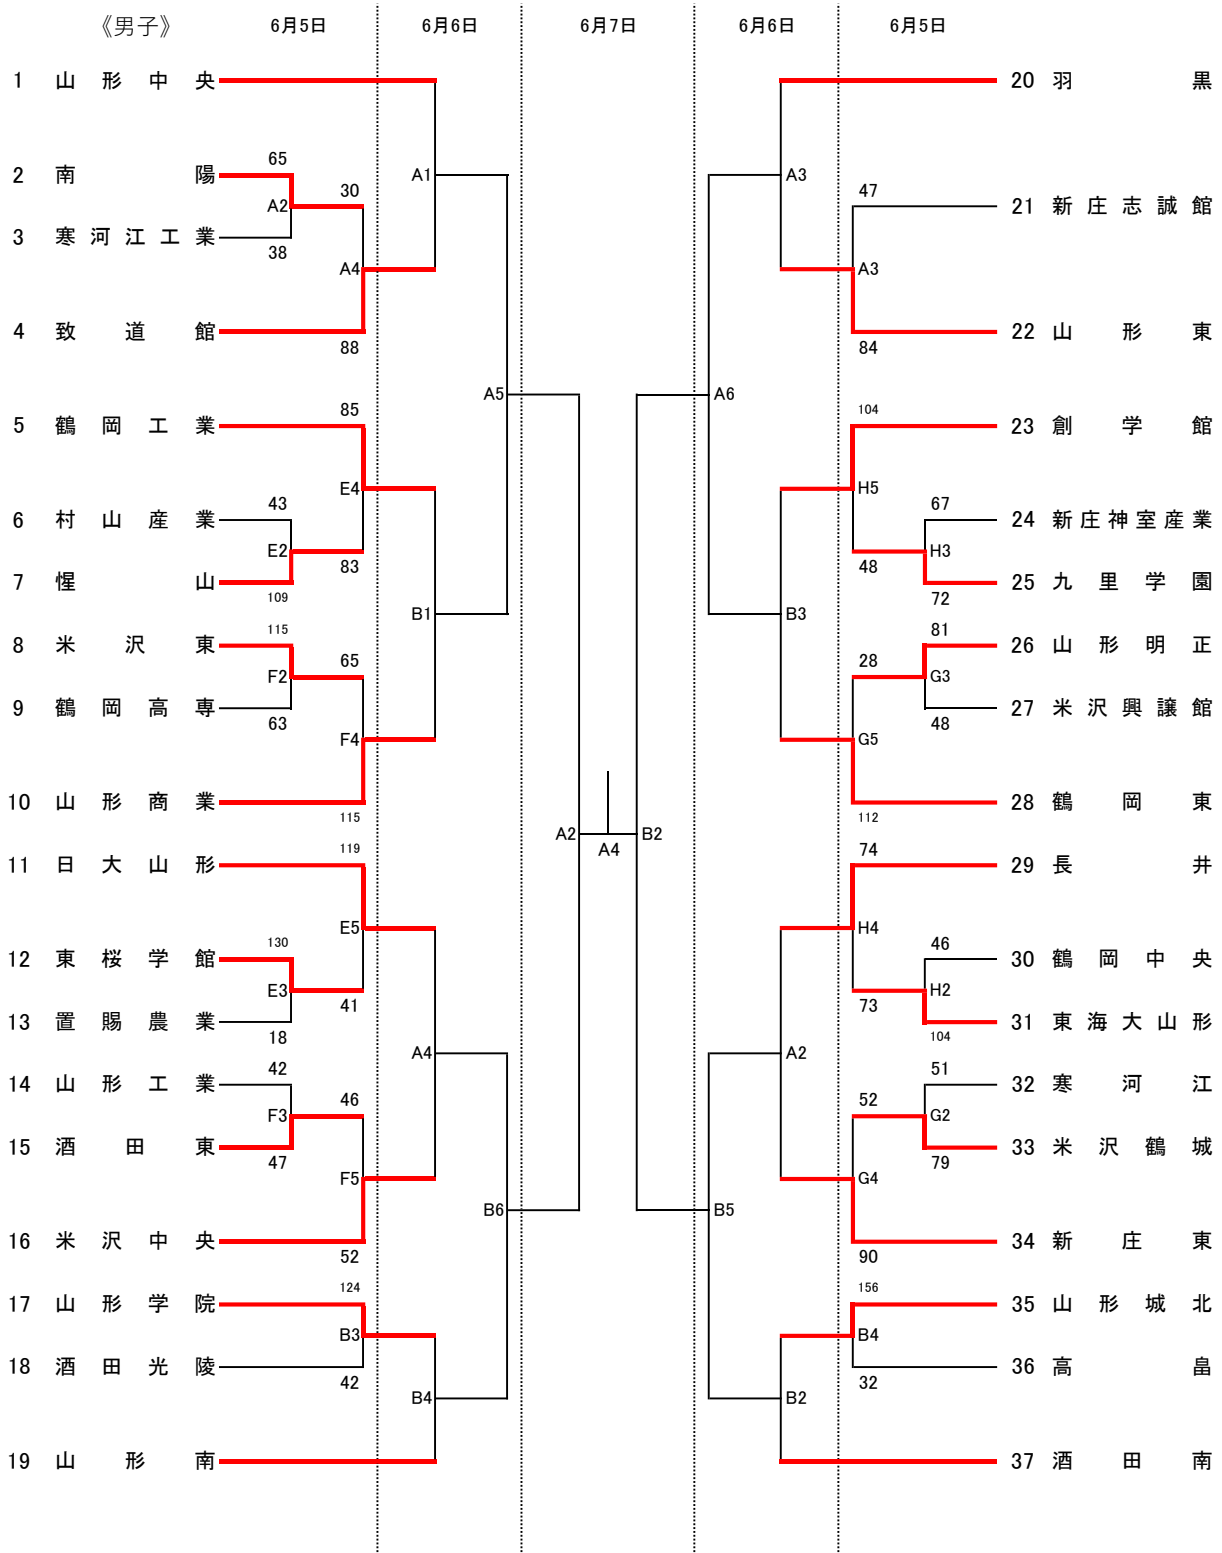 《男子》 6月5日 6月6日 6月7日 6月6日 6月5日
1 山形中央 20 羽黒
65
2 南陽 30 A1 A3 47
A2 21 新庄志誠館
3 寒河江工業
38 A4 A3
4 致道館 22 山形東
88 84
85 A5 A6 104
5 鶴岡工業 23 創学館
E4 H5
43 67
6 村山産業 24 新庄神室産業
E2 H3
7 惺山 83 48 25 九里学園
109 72
115 B1 B3 81
8 米沢東 65 28 26 山形明正
F2 G3
9 鶴岡高専 27 米沢興譲館
63 48
F4 G5
10 山形商業 28 鶴岡東
115 112
A2 A4 B2
119 74
11 日大山形 29 長井
E5 H4
130 46
12 東桜学館 30 鶴岡中央
E3 H2
41 73
13 置賜農業 31 東海大山形
18 104
42 A4 A2 51
14 山形工業 32 寒河江
46 52
F3 G2
15 酒田東 33 米沢鶴城
47 79
F5 G4
B6 B5
16 米沢中央 34 新庄東
52 90
124 156
17 山形学院 35 山形城北
B3 B4
18 酒田光陵 36 高畠
42 32
B4 B2
19 山形南 37 酒田南